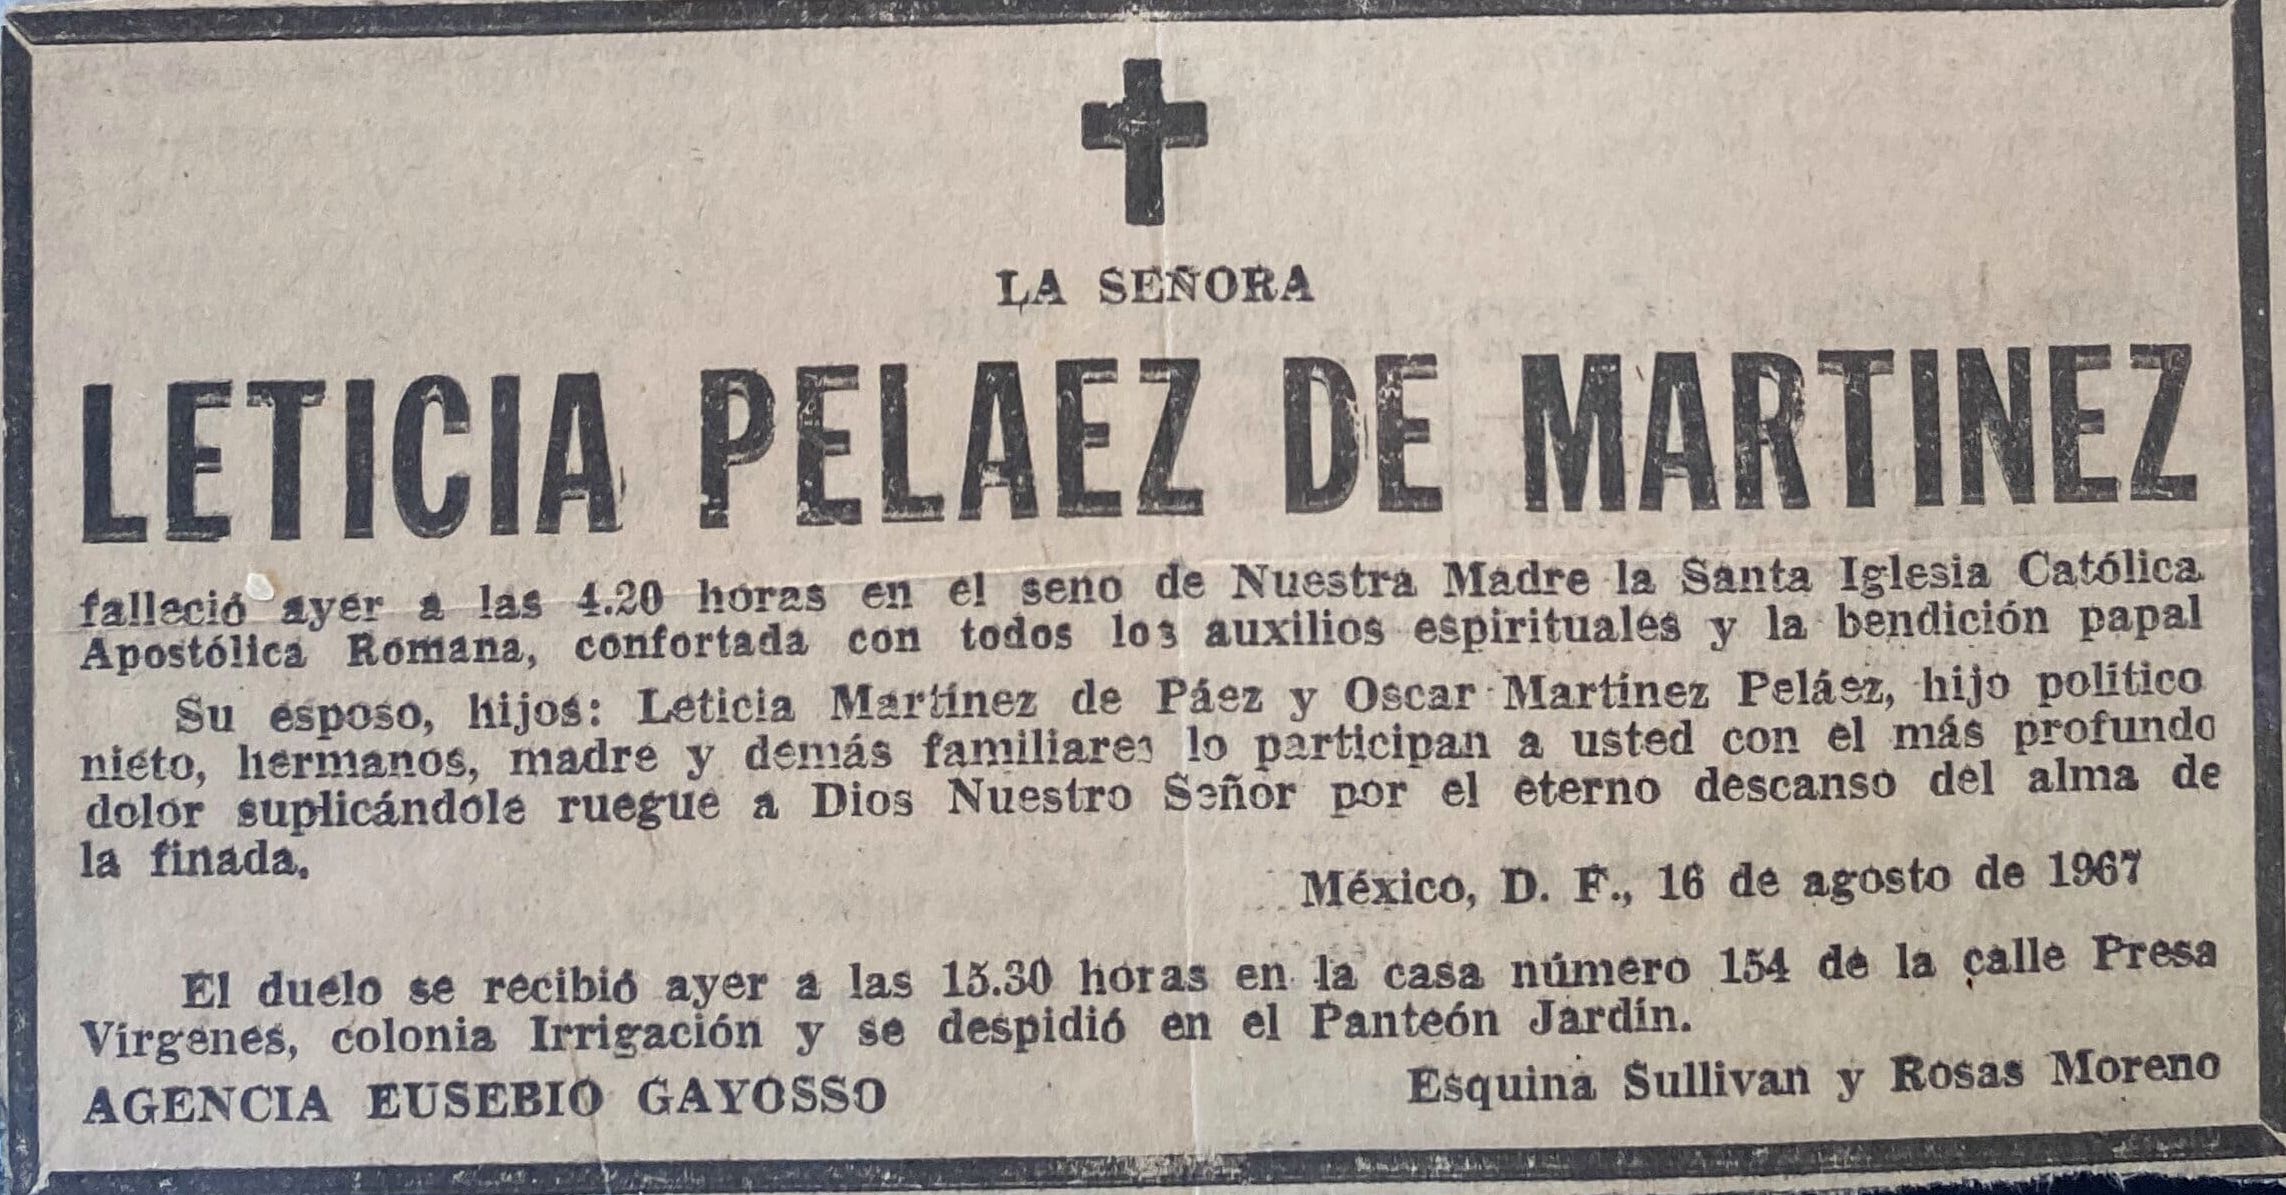 LA SEÑORA
LETICIA PELAEZ DE MARTINEZ
falleció ayer a las 4.20 horas en el seno de Nuestra Madre la Santa Iglesia Católica
Apostólica Romana, confortada con todos los auxilios espirituales y la bendición papal
Su esposo, hijos: Leticia Martínez de Páez y Oscar Martínez Peláez, hijo político
nieto, hermanos, madre y demás familiares lo participan a usted con el más profundo
dolor suplicándole ruegue a Dios Nuestro Señor por el eterno descanso del alma de
la finada.
México, D. F., 16 de agosto de 1967
El duelo se recibió ayer a las 15.30 horas en la casa número 154 de la calle Presa
Vírgenes, colonia Irrigación y se despidió en el Panteón Jardín.
AGENCIA EUSEBIO GAYOSSO Esquina Sullivan y Rosas Moreno